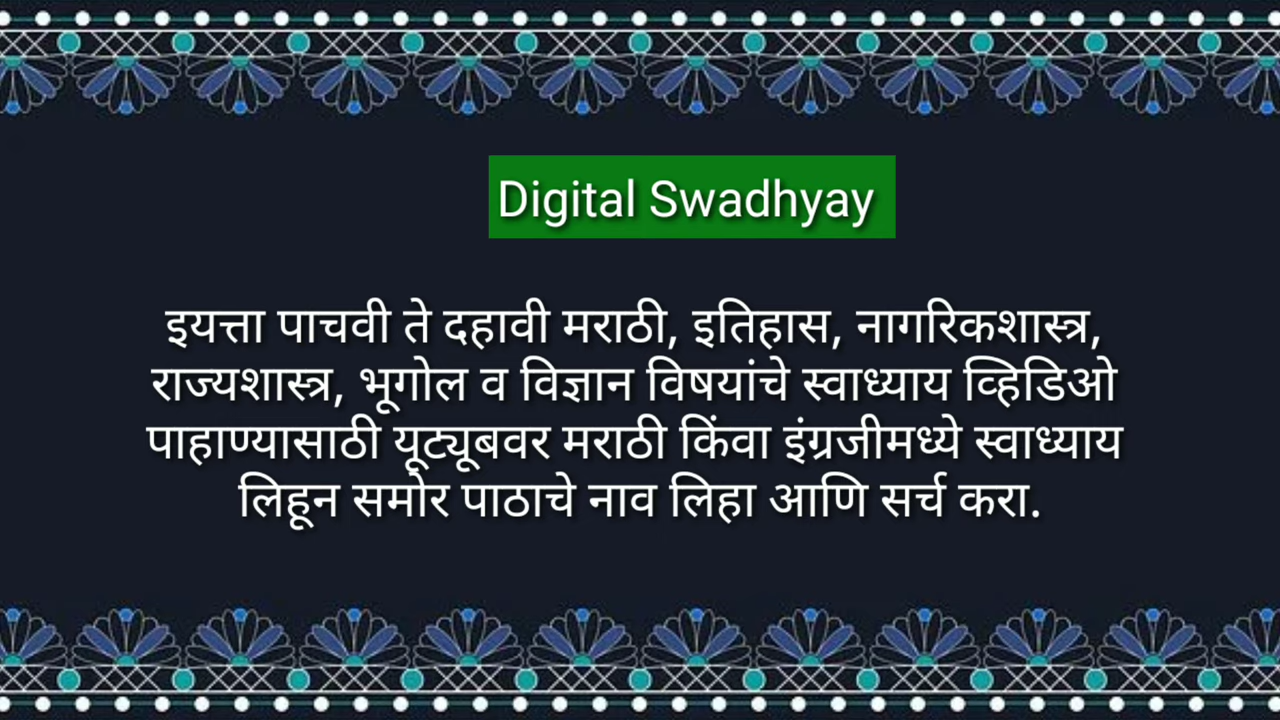 Digital Swadhyay
इयत्ता पाचवी ते दहावी मराठी, इतिहास, नागरिकशास्त्र,
राज्यशास्त्र, भूगोल व विज्ञान विषयांचे स्वाध्याय व्हिडिओ
पाहाण्यासाठी यूट्यूबवर मराठी किंवा इंग्रजीमध्ये स्वाध्याय
लिहून समोर पाठाचे नाव लिहा आणि सर्च करा.